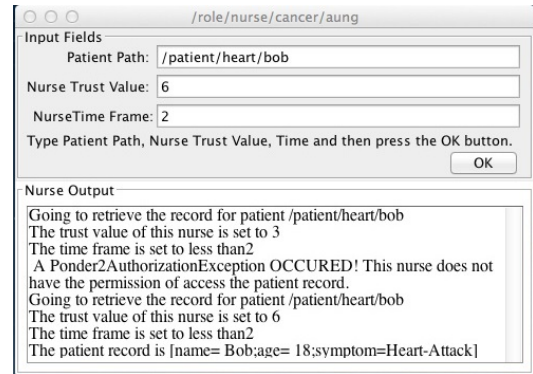 /role/nurse/cancer/aung
Input Fields
Patient Path: /patient/heart/bob
Nurse Trust Value: 6
NurseTime Frame: 2
Type Patient Path, Nurse Trust Value, Time and then press the OK button.
OK
Nurse Output
Going to retrieve the record for patient /patient/heart/bob
The trust value of this nurse is set to 3
The time frame is set to less than2
A Ponder2AuthorizationException OCCURED! This nurse does not
have the permission of access the patient record.
Going to retrieve the record for patient /patient/heart/bob
The trust value of this nurse is set to 6
The time frame is set to less than2
The patient record is [name= Bob;age= 18;symptom=Heart-Attack]